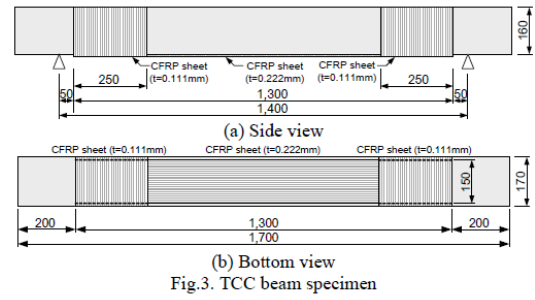 160
CFRP sheet CFRP sheet CFRP sheet
(t=0.111mm) (t=0.222mm) (t=0.111mm)
250 250
50 1,300 50
1,400
(a) Side view
CFRP sheet (t=0.111mm) CFRP sheet (t=0.222mm) CFRP sheet (t=0.111mm)
150
170
200 1,300 200
1,700
(b) Bottom view
Fig.3. TCC beam specimen